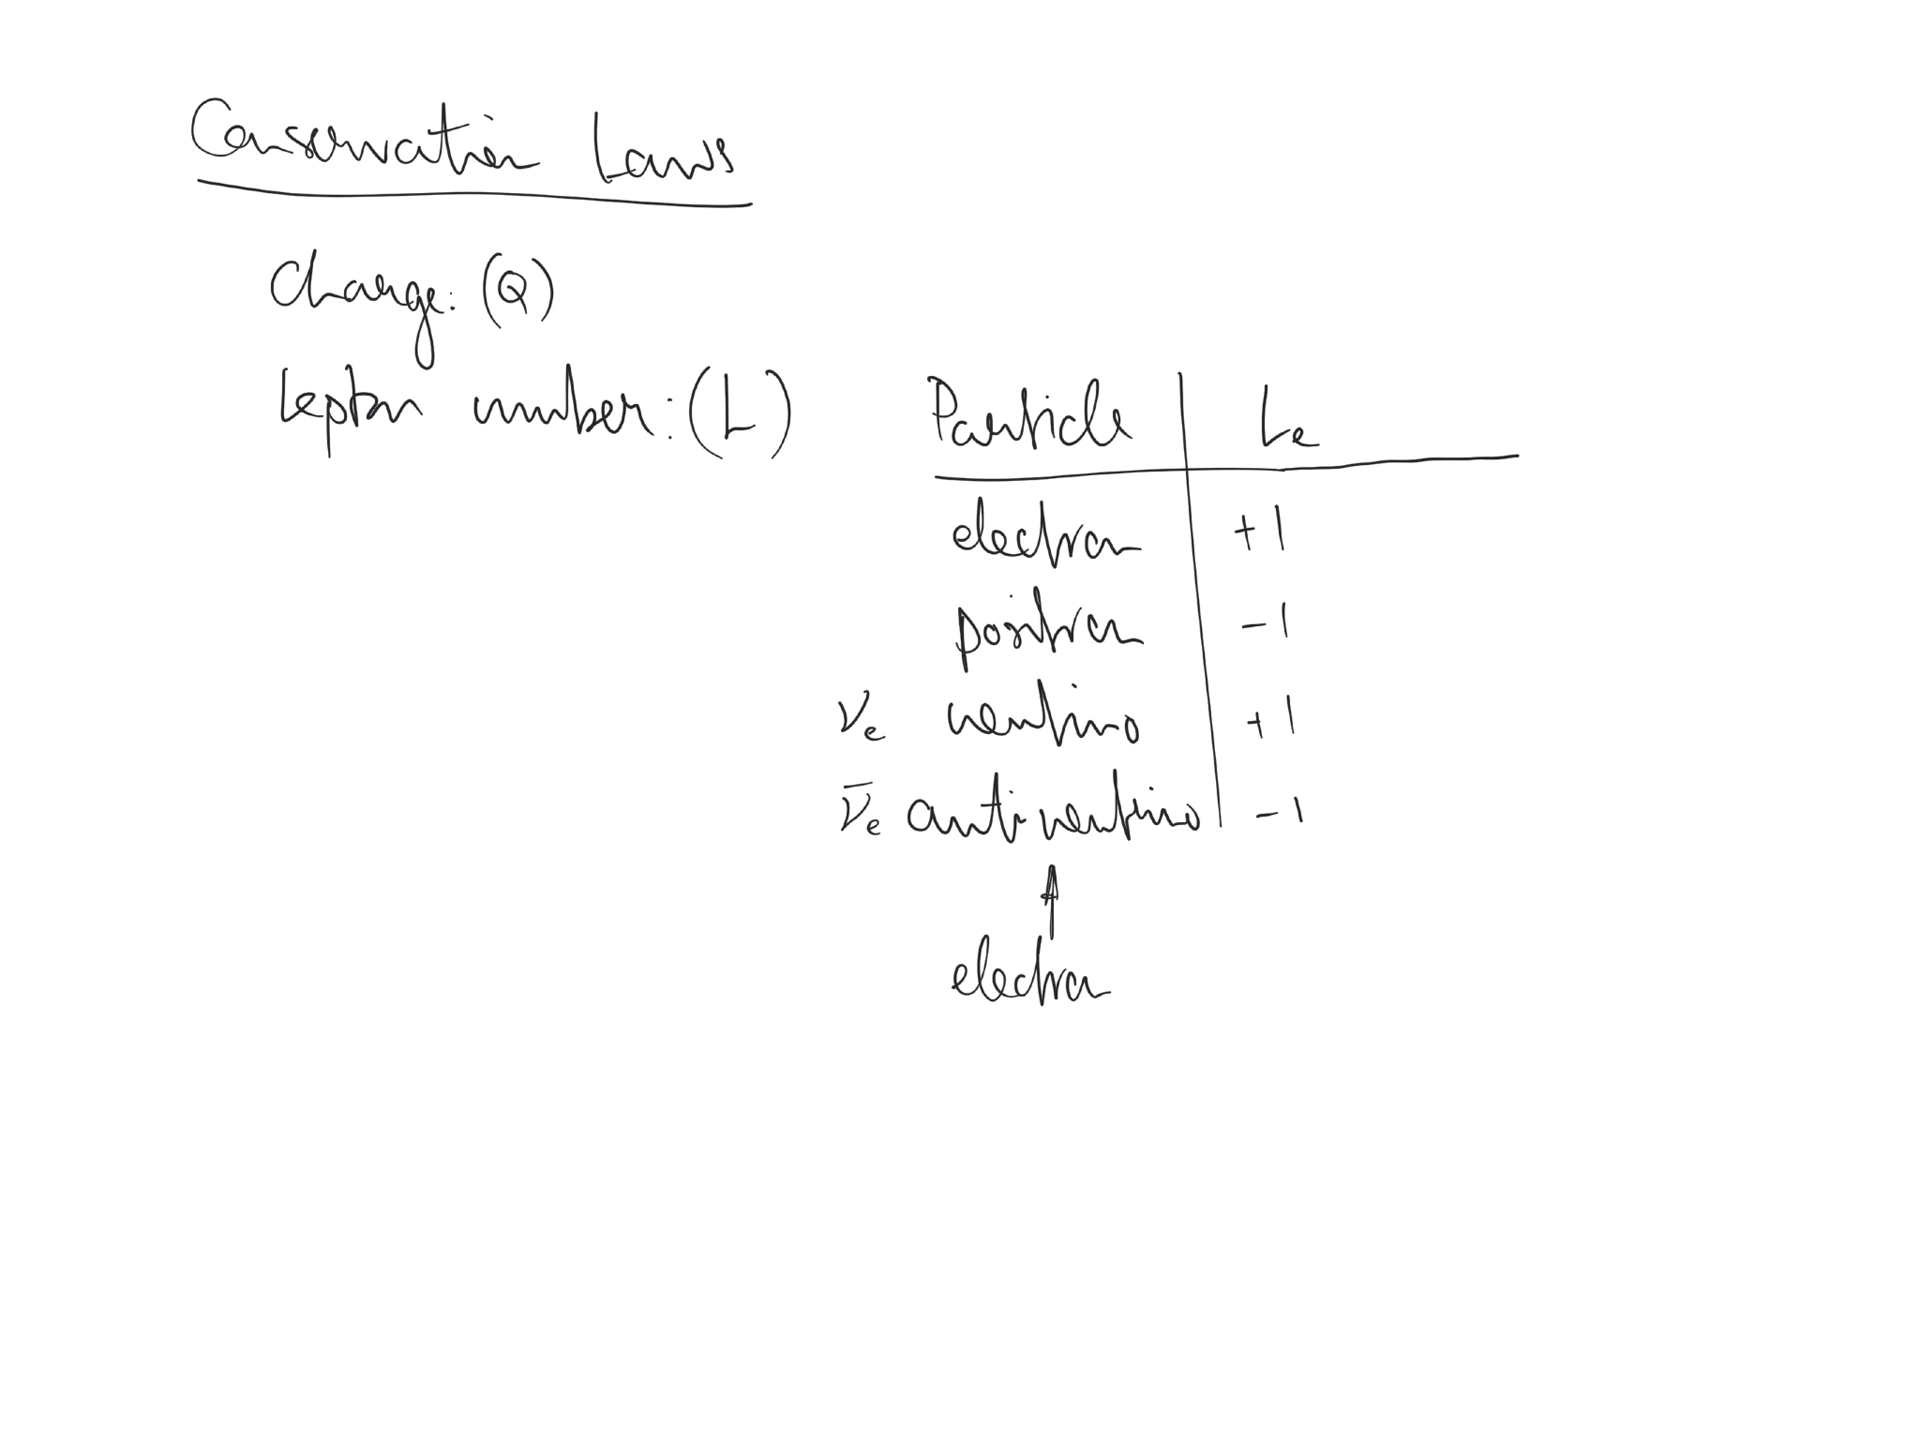 Conservation Laws
Charge: (Q)
Lepton number: (L)
Particle Le
electron +1
positron -1
νe neutrino +1
ν̅e antineutrino -1
electron